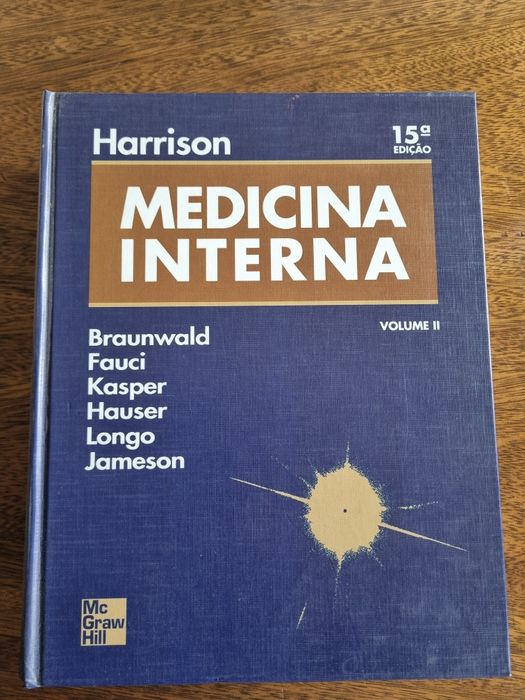 Harrison
15ª
EDIÇÃO
MEDICINA
INTERNA
VOLUME II
Braunwald
Fauci
Kasper
Hauser
Longo
Jameson
Mc
Graw
Hill